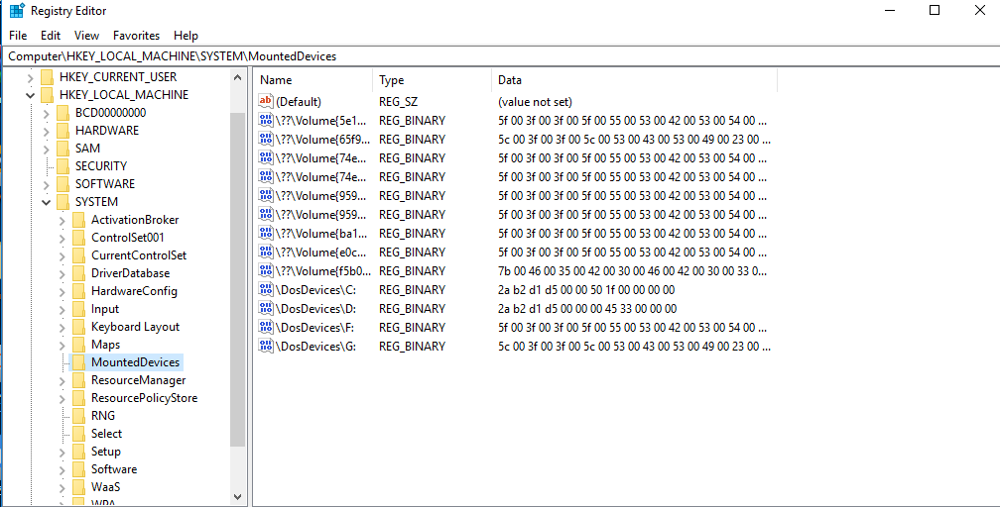 Registry Editor
File Edit View Favorites Help
Computer\HKEY_LOCAL_MACHINE\SYSTEM\MountedDevices
HKEY_CURRENT_USER
HKEY_LOCAL_MACHINE
BCD00000000
HARDWARE
SAM
SECURITY
SOFTWARE
SYSTEM
ActivationBroker
ControlSet001
CurrentControlSet
DriverDatabase
HardwareConfig
Input
Keyboard Layout
Maps
MountedDevices
ResourceManager
ResourcePolicyStore
RNG
Select
Setup
Software
WaaS
WPA
Name Type Data
(Default) REG_SZ (value not set)
\??\Volume{5e1... REG_BINARY 5f 00 3f 00 3f 00 5f 00 55 00 53 00 42 00 53 00 54 00 ...
\??\Volume{65f9... REG_BINARY 5c 00 3f 00 3f 00 5c 00 53 00 43 00 53 00 49 00 23 00 ...
\??\Volume{74e... REG_BINARY 5f 00 3f 00 3f 00 5f 00 55 00 53 00 42 00 53 00 54 00 ...
\??\Volume{74e... REG_BINARY 5f 00 3f 00 3f 00 5f 00 55 00 53 00 42 00 53 00 54 00 ...
\??\Volume{959... REG_BINARY 5f 00 3f 00 3f 00 5f 00 55 00 53 00 42 00 53 00 54 00 ...
\??\Volume{959... REG_BINARY 5f 00 3f 00 3f 00 5f 00 55 00 53 00 42 00 53 00 54 00 ...
\??\Volume{ba1... REG_BINARY 5f 00 3f 00 3f 00 5f 00 55 00 53 00 42 00 53 00 54 00 ...
\??\Volume{e0c... REG_BINARY 5f 00 3f 00 3f 00 5f 00 55 00 53 00 42 00 53 00 54 00 ...
\??\Volume{f5b0... REG_BINARY 7b 00 46 00 35 00 42 00 30 00 46 00 42 00 30 00 33 0...
\DosDevices\C: REG_BINARY 2a b2 d1 d5 00 00 50 1f 00 00 00 00
\DosDevices\D: REG_BINARY 2a b2 d1 d5 00 00 00 45 33 00 00 00
\DosDevices\F: REG_BINARY 5f 00 3f 00 3f 00 5f 00 55 00 53 00 42 00 53 00 54 00 ...
\DosDevices\G: REG_BINARY 5c 00 3f 00 3f 00 5c 00 53 00 43 00 53 00 49 00 23 00 ...